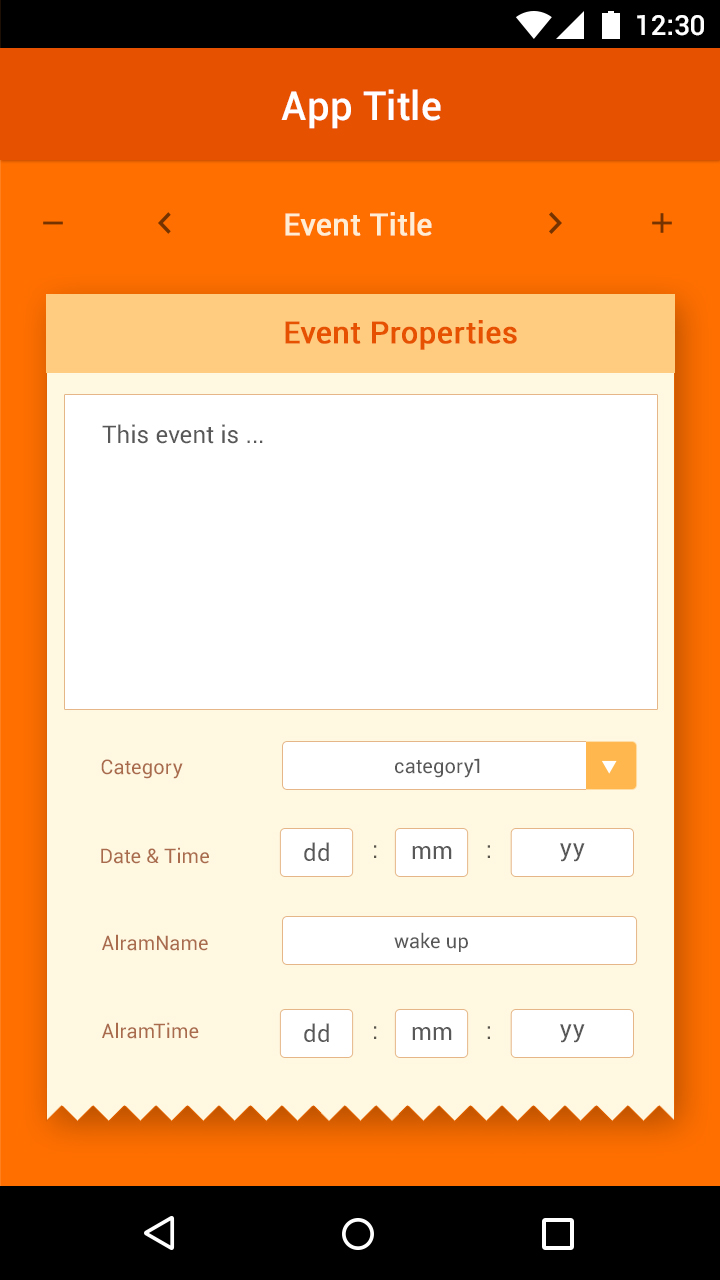 12:30
App Title
Event Title
Event Properties
This event is ...
Category category1
Date & Time dd : mm : yy
AlramName wake up
AlramTime dd : mm : yy